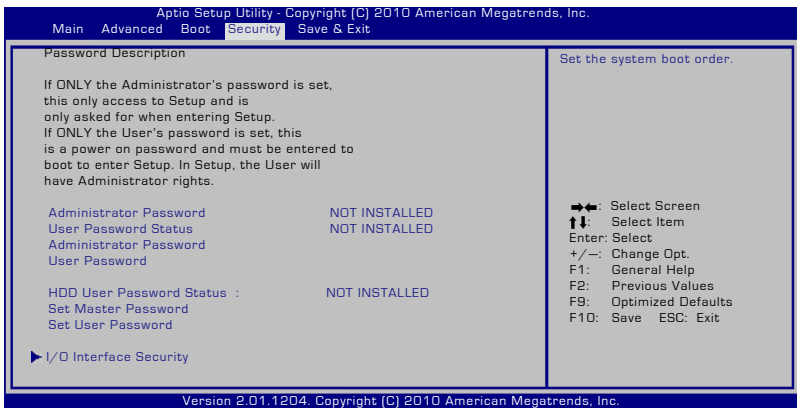 Aptio Setup Utility - Copyright (C) 2010 American Megatrends, Inc.
Main Advanced Boot Security Save & Exit
Password Description
If ONLY the Administrator's password is set,
this only access to Setup and is
only asked for when entering Setup.
If ONLY the User's password is set, this
is a power on password and must be entered to
boot to enter Setup. In Setup, the User will
have Administrator rights.
Administrator Password NOT INSTALLED
User Password Status NOT INSTALLED
Administrator Password
User Password
HDD User Password Status : NOT INSTALLED
Set Master Password
Set User Password
I/O Interface Security
Set the system boot order.
→←: Select Screen
↑↓: Select Item
Enter: Select
+/—: Change Opt.
F1: General Help
F2: Previous Values
F9: Optimized Defaults
F10: Save ESC: Exit
Version 2.01.1204. Copyright (C) 2010 American Megatrends, Inc.